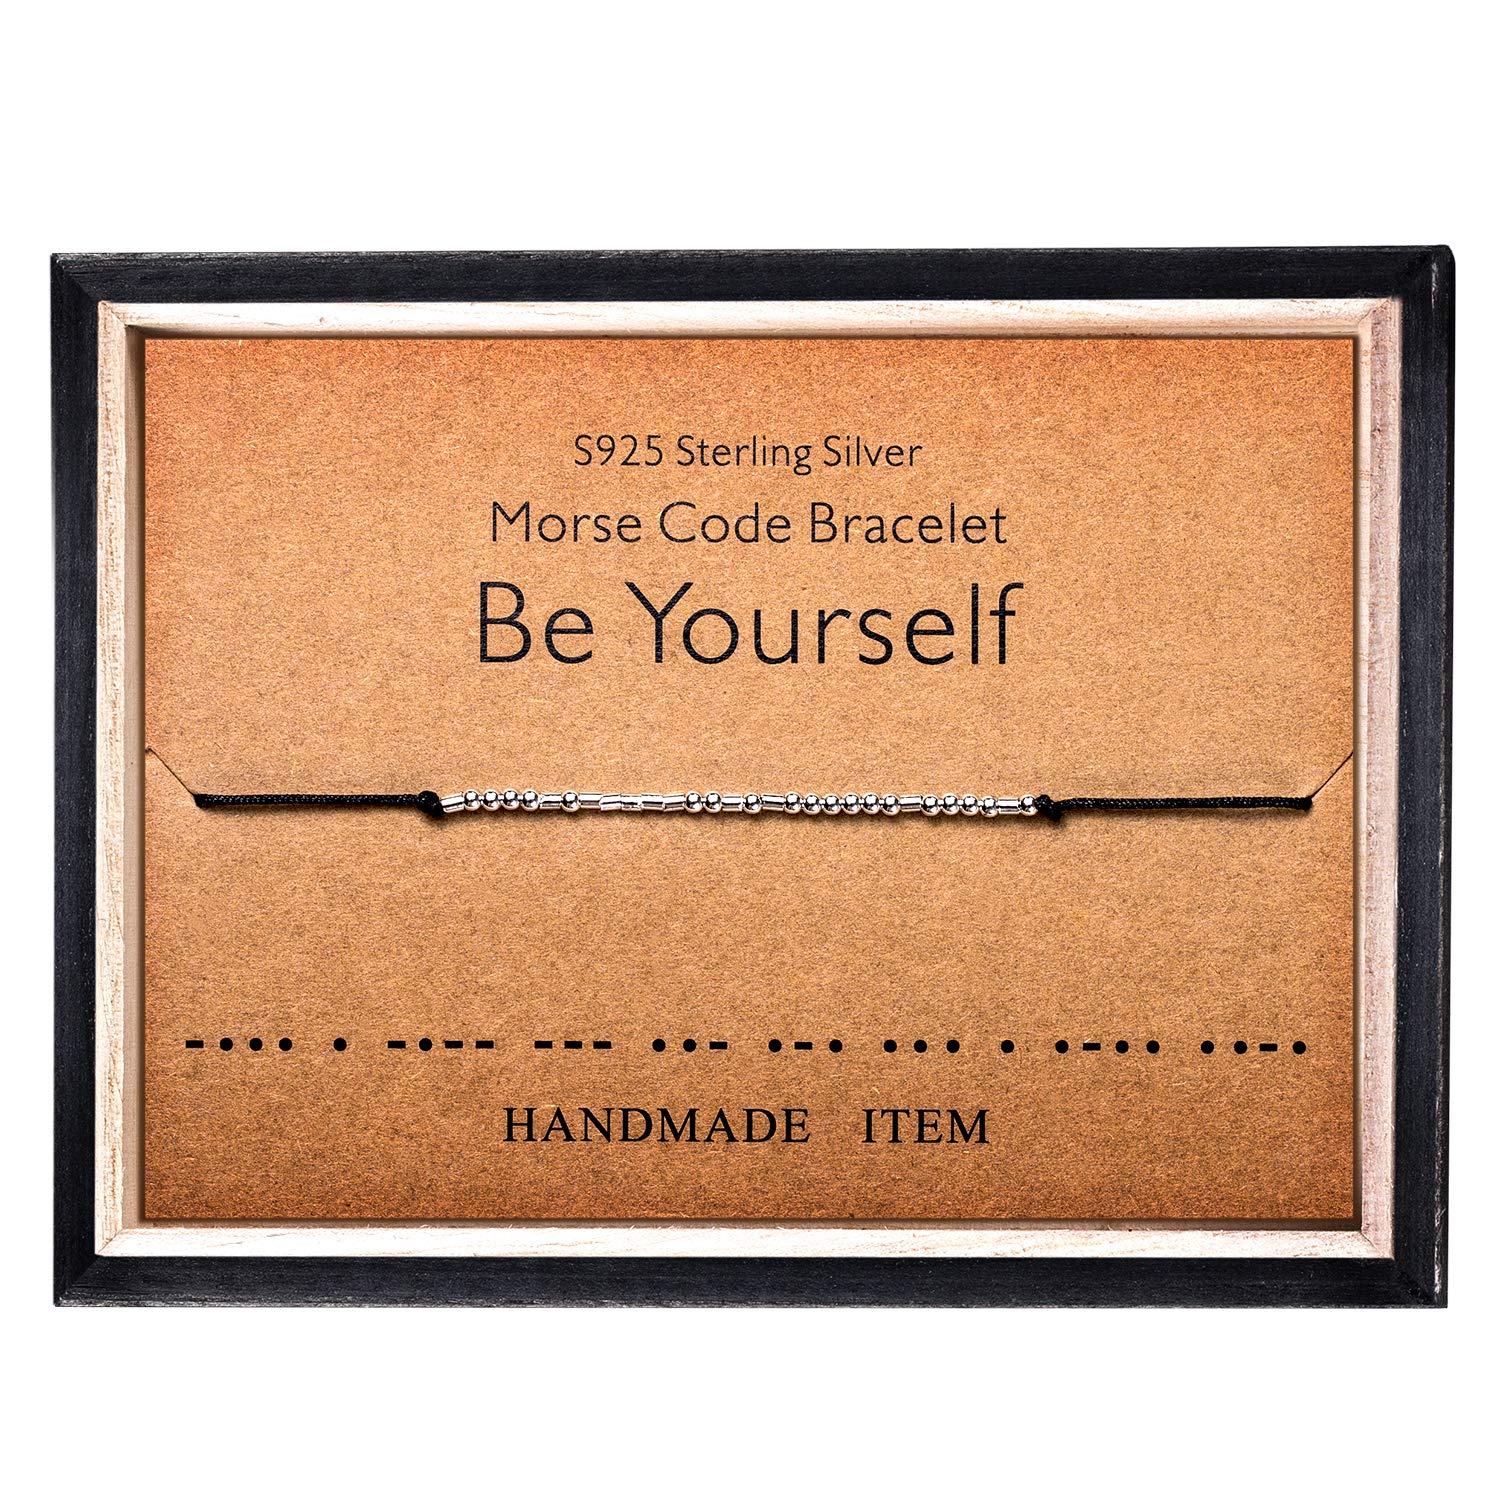 S925 Sterling Silver
Morse Code Bracelet
Be Yourself
-••• • -•-- --- ••- •-• ••• • •-•• ••-•
HANDMADE ITEM